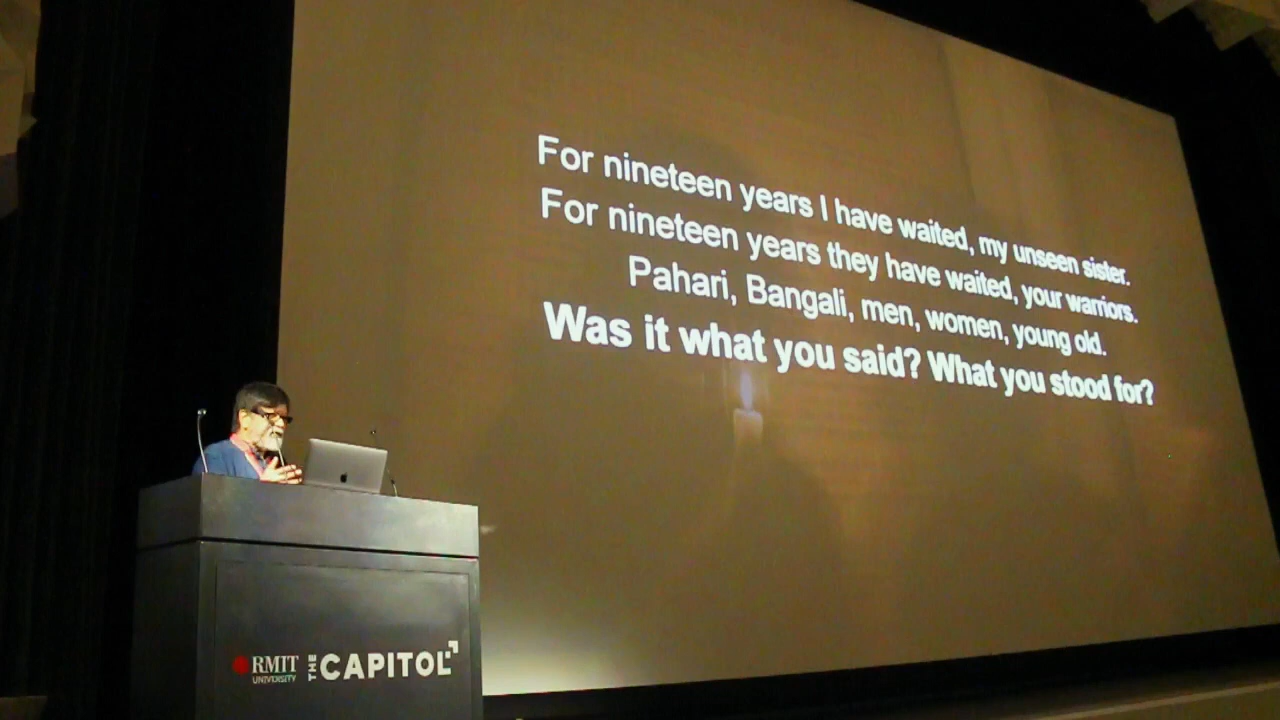 For nineteen years I have waited, my unseen sister.
For nineteen years they have waited, your warriors.
Pahari, Bangali, men, women, young old.
Was it what you said? What you stood for?
RMIT
UNIVERSITY
THE CAPITOL